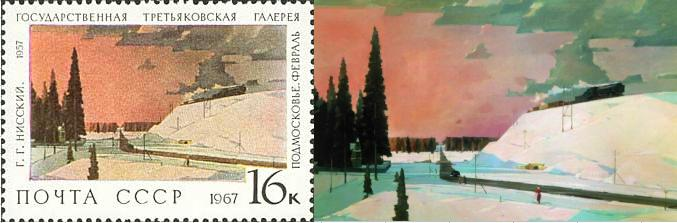 ГОСУДАРСТВЕННАЯ ТРЕТЬЯКОВСКАЯ ГАЛЕРЕЯ
Г. Г. НИССКИЙ. 1957
ПОДМОСКОВЬЕ. ФЕВРАЛЬ
ПОЧТА СССР 1967 16к